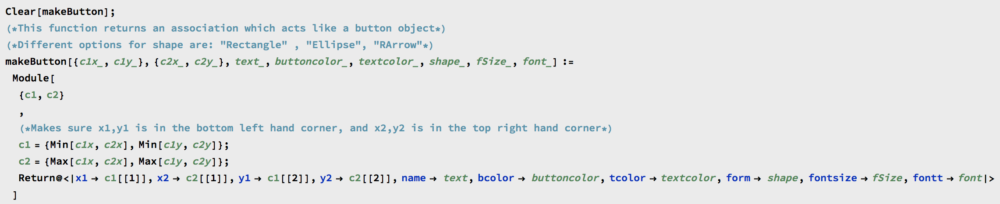 Clear[makeButton];
(*This function returns an association which acts like a button object*)
(*Different options for shape are: "Rectangle" , "Ellipse", "RArrow"*)
makeButton[{c1x_, c1y_}, {c2x_, c2y_}, text_, buttoncolor_, textcolor_, shape_, fSize_, font_] :=
Module[
{c1, c2}
,
(*Makes sure x1,y1 is in the bottom left hand corner, and x2,y2 is in the top right hand corner*)
c1 = {Min[c1x, c2x], Min[c1y, c2y]};
c2 = {Max[c1x, c2x], Max[c1y, c2y]};
Return@<|x1 → c1[[1]], x2 → c2[[1]], y1 → c1[[2]], y2 → c2[[2]], name → text, bcolor → buttoncolor, tcolor → textcolor, form → shape, fontsize → fSize, fontt → font|>
]